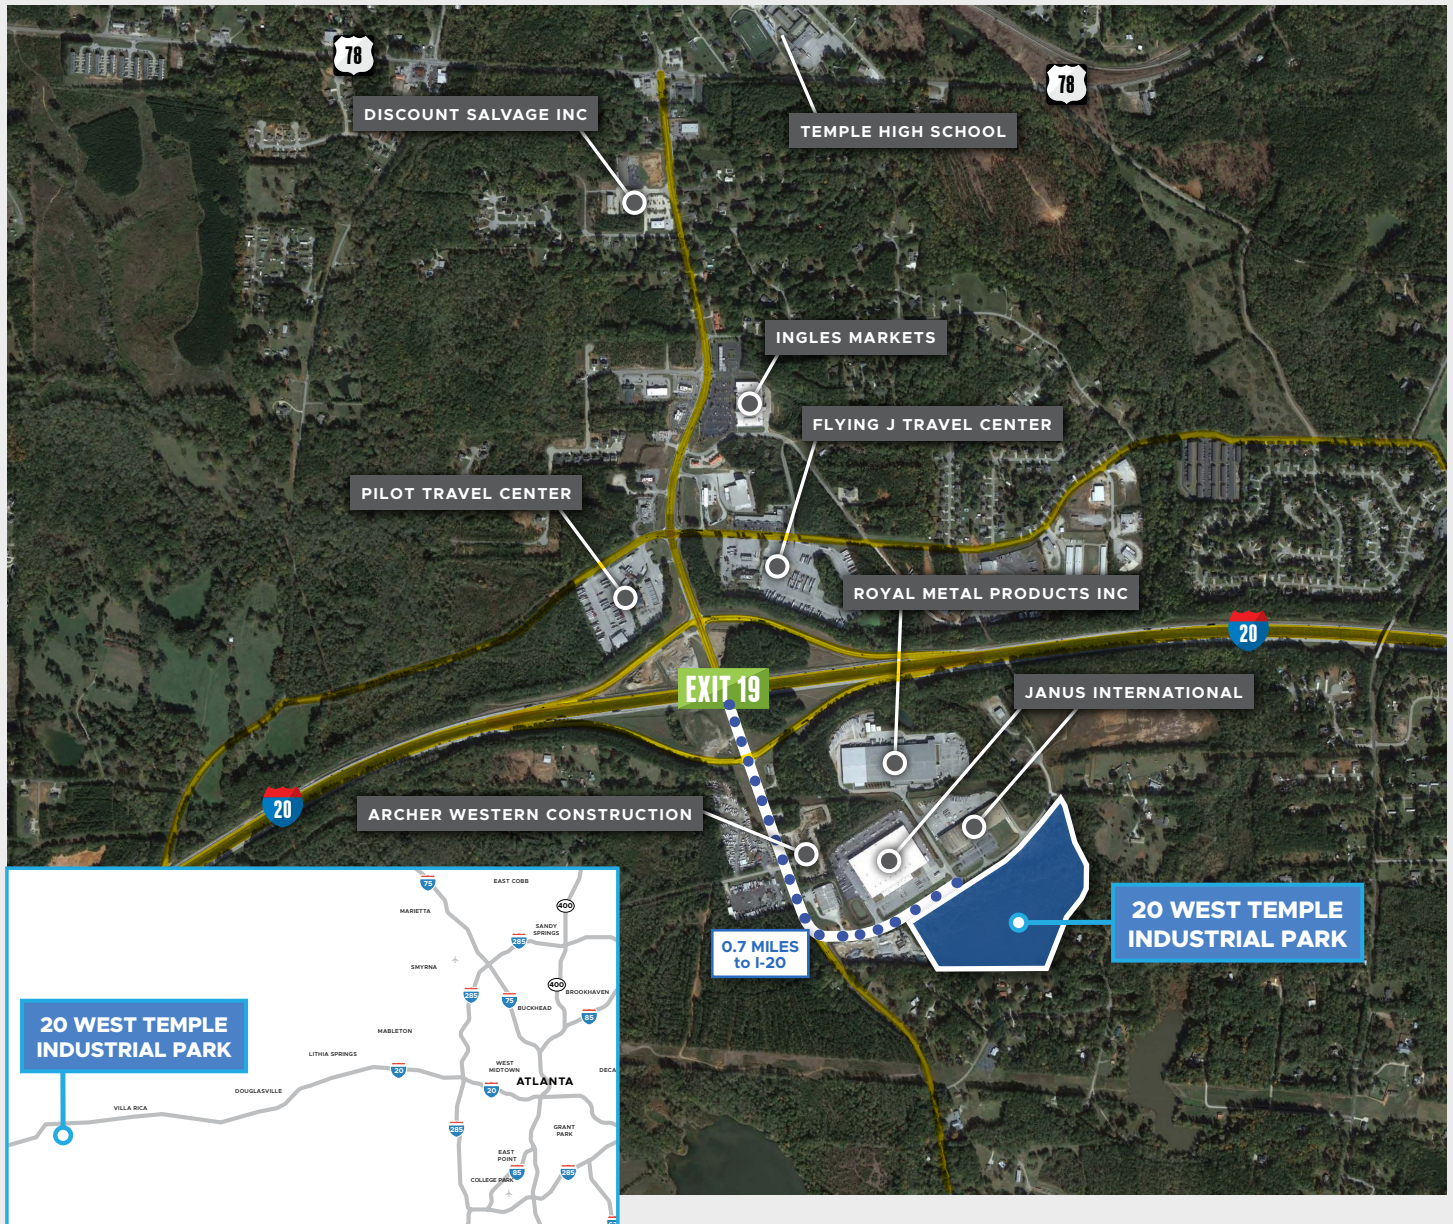 78
78
DISCOUNT SALVAGE INC
TEMPLE HIGH SCHOOL
INGLES MARKETS
FLYING J TRAVEL CENTER
PILOT TRAVEL CENTER
ROYAL METAL PRODUCTS INC
20
EXIT 19
JANUS INTERNATIONAL
20
ARCHER WESTERN CONSTRUCTION
20 WEST TEMPLE
INDUSTRIAL PARK
0.7 MILES
to I-20
75
EAST COBB
400
MARIETTA
SANDY
SPRINGS
285
SMYRNA
400
BROOKHAVEN
285
75
BUCKHEAD
85
20 WEST TEMPLE
INDUSTRIAL PARK
MABLETON
LITHIA SPRINGS
WEST
MIDTOWN
20
DECA
ATLANTA
20
DOUGLASVILLE
VILLA RICA
285
GRANT
PARK
EAST
POINT
85
285
COLLEGE PARK